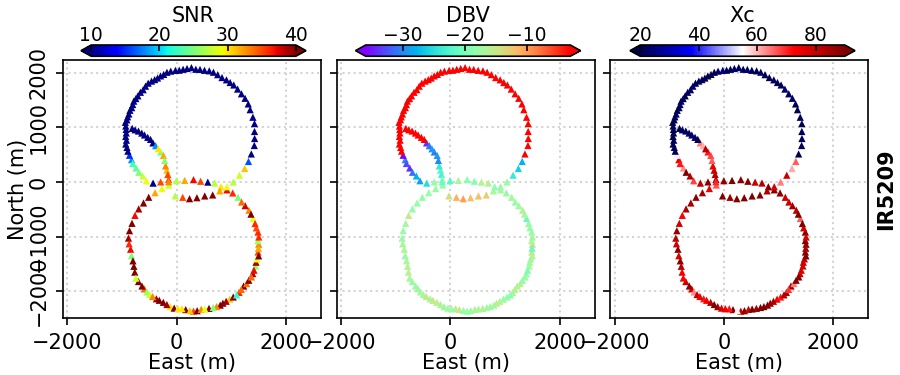 SNR DBV Xc
10 20 30 40 −30 −20 −10 20 40 60 80
2000
1000
0
−1000
−2000
North (m)
−2000 0 2000 −2000 0 2000 −2000 0 2000
East (m) East (m) East (m)
IR5209